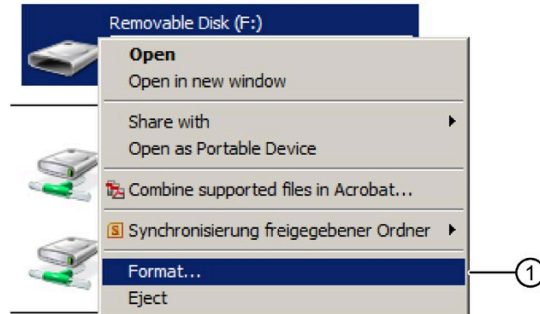 Removable Disk (F:)
Open
Open in new window
Share with
Open as Portable Device
Combine supported files in Acrobat...
Synchronisierung freigegebener Ordner
Format...
1
Eject